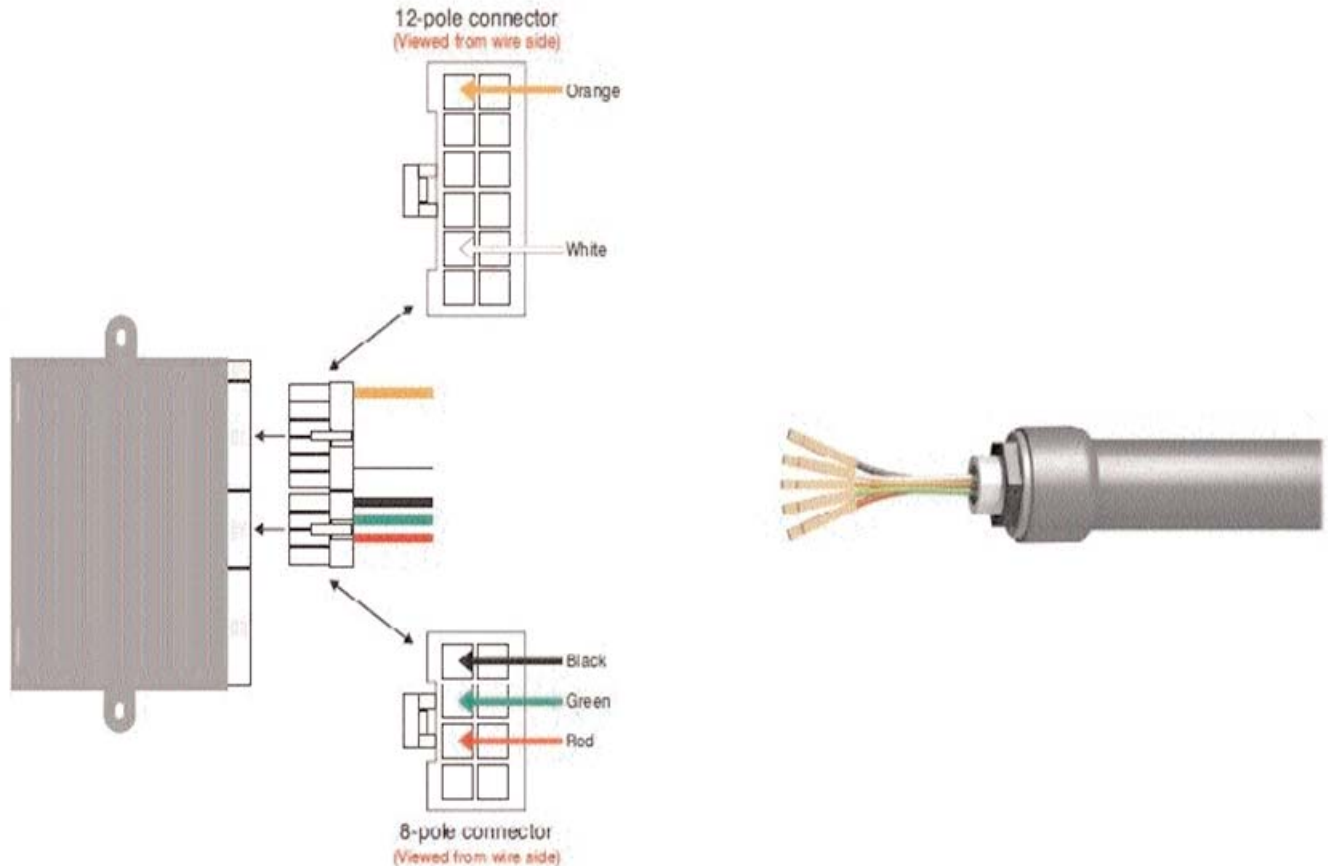 12-pole connector
(Viewed from wire side)
Orange
White
Black
Green
Rod
8-pole connector
(Viewed from wire side)